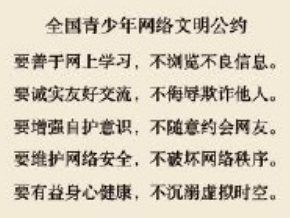 全国青少年网络文明公约
要善于网上学习，不浏览不良信息。
要诚实友好交流，不侮辱欺诈他人。
要增强自护意识，不随意约会网友。
要维护网络安全，不破坏网络秩序。
要有益身心健康，不沉溺虚拟时空。